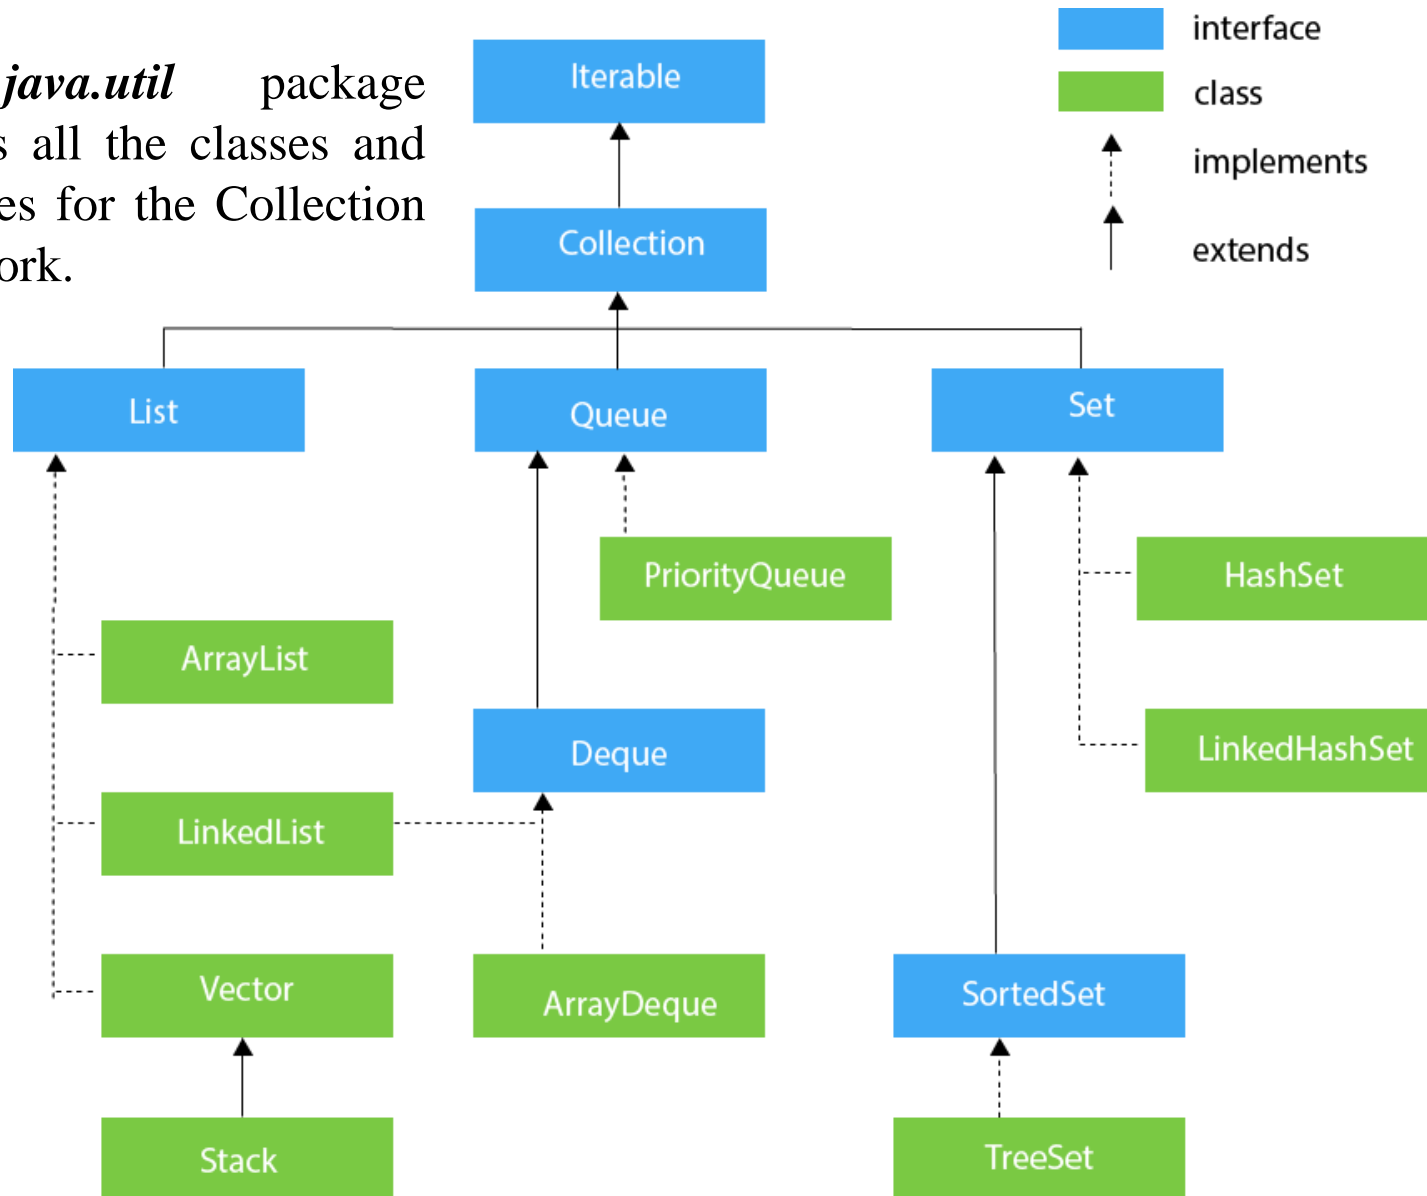 java.util package
s all the classes and
es for the Collection
ork.
interface
class
implements
extends
Iterable
Collection
List
Queue
Set
PriorityQueue
HashSet
ArrayList
Deque
LinkedHashSet
LinkedList
Vector
ArrayDeque
SortedSet
Stack
TreeSet